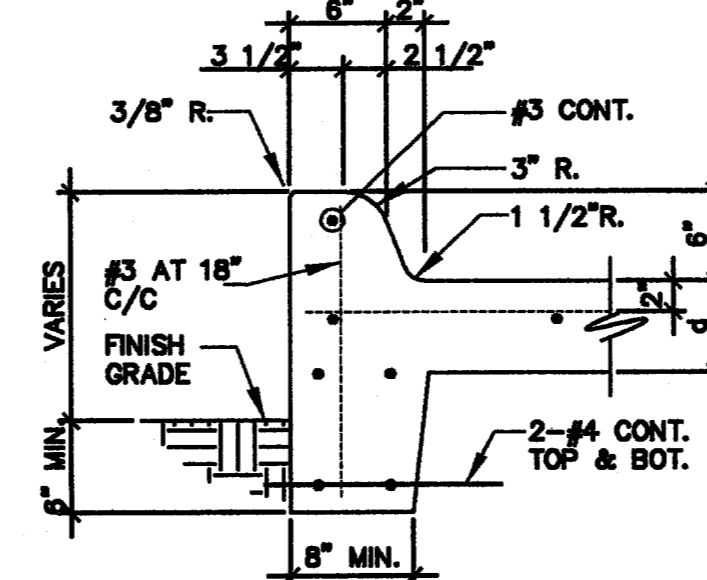 6" 2"
3 1/2" 2 1/2"
3/8" R.
#3 CONT.
3" R.
1 1/2"R.
6"
VARIES
#3 AT 18"
C/C
2"
d
FINISH
GRADE
2-#4 CONT.
TOP & BOT.
6" MIN.
8" MIN.